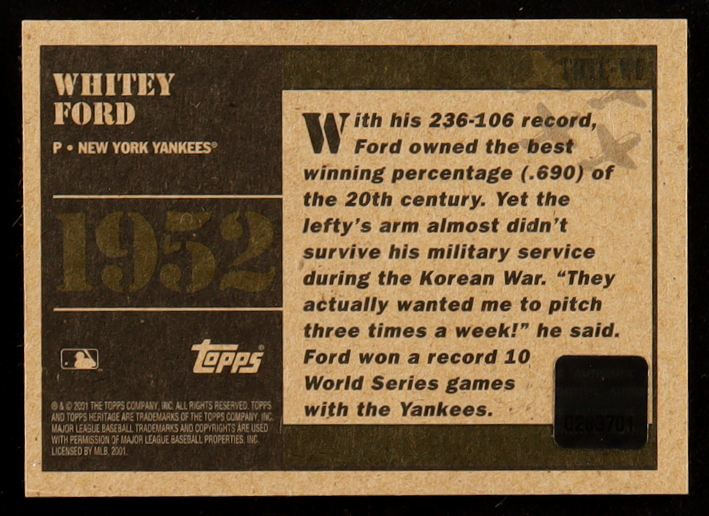 WHITEY
FORD
P • NEW YORK YANKEES®
1952
topps®
® & © 2001 THE TOPPS COMPANY, INC. ALL RIGHTS RESERVED. TOPPS
AND TOPPS HERITAGE ARE TRADEMARKS OF THE TOPPS COMPANY, INC.
MAJOR LEAGUE BASEBALL TRADEMARKS AND COPYRIGHTS ARE USED
WITH PERMISSION OF MAJOR LEAGUE BASEBALL PROPERTIES, INC.
LICENSED BY MLB, 2001.
With his 236-106 record,
Ford owned the best
winning percentage (.690) of
the 20th century. Yet the
lefty's arm almost didn't
survive his military service
during the Korean War. “They
actually wanted me to pitch
three times a week!” he said.
Ford won a record 10
World Series games
with the Yankees.